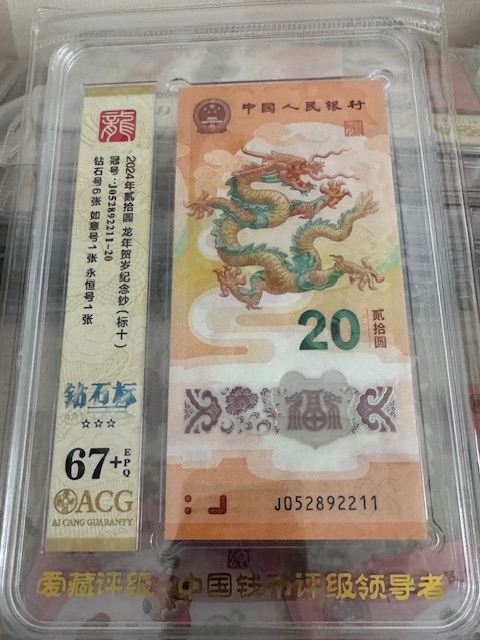 龍
2024年贰拾圆 龙年贺岁纪念钞（标十）
冠号：J052892211-20
钻石号6张 如意号1张 永恒号1张
钻石标
67+EPQ
ACG
AI CANG GUARANTY
中国人民银行
20
贰拾圆
福
J052892211
爱藏评级 中国钱币评级领导者